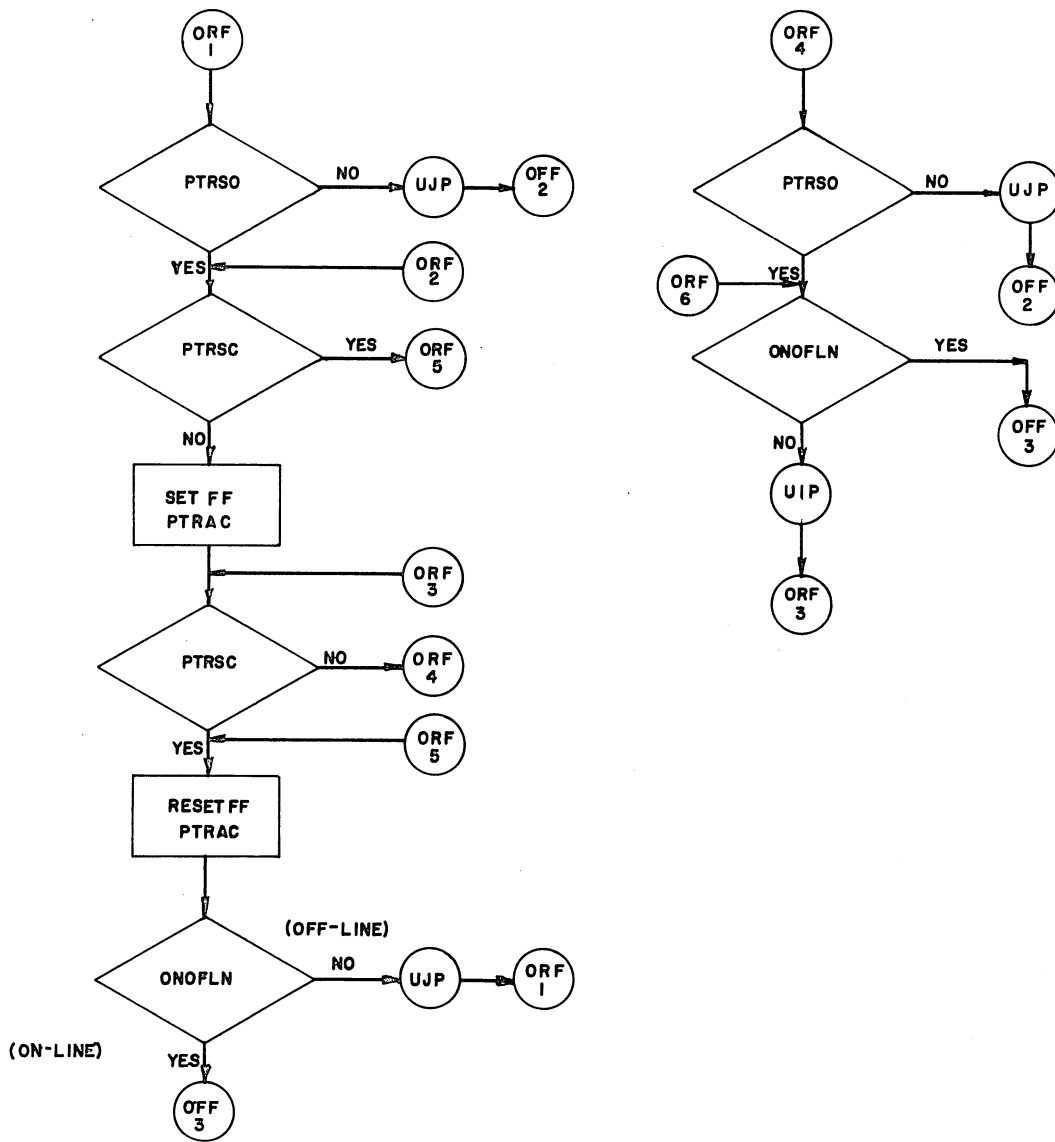 ORF
1
PTRSO
NO
UJP
OFF
2
YES
ORF
2
PTRSC
YES
ORF
5
NO
SET FF
PTRAC
ORF
3
PTRSC
NO
ORF
4
YES
ORF
5
RESET FF
PTRAC
(OFF-LINE)
ONOFLN
NO
UJP
ORF
1
(ON-LINE)
YES
OFF
3
ORF
4
PTRSO
NO
UJP
OFF
2
YES
ORF
6
ONOFLN
YES
OFF
3
NO
UIP
ORF
3